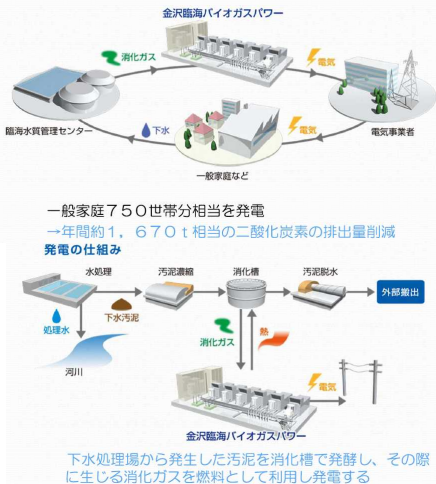 金沢臨海バイオガスパワー
消化ガス
電気
臨海水質管理センター
下水
電気
電気事業者
一般家庭など
一般家庭７５０世帯分相当を発電
→年間約１，６７０ｔ相当の二酸化炭素の排出量削減
発電の仕組み
水処理
汚泥濃縮
消化槽
汚泥脱水
外部搬出
処理水
下水汚泥
消化ガス
熱
河川
電気
金沢臨海バイオガスパワー
下水処理場から発生した汚泥を消化槽で発酵し、その際
に生じる消化ガスを燃料として利用し発電する